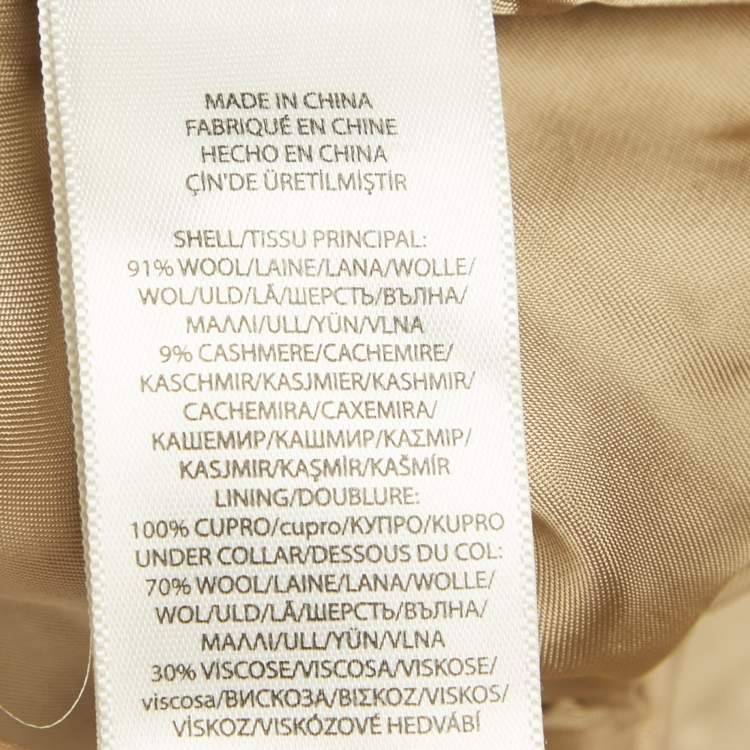 MADE IN CHINA
FABRIQUÉ EN CHINE
HECHO EN CHINA
ÇİN'DE ÜRETİLMİŞTİR
SHELL/TISSU PRINCIPAL:
91% WOOL/LAINE/LANA/WOLLE/
WOL/ULD/LÃ/ШЕРСТЬ/ВЪЛНА/
ΜΑΛΛΙ/ULL/YÜN/VLNA
9% CASHMERE/CACHEMIRE/
KASCHMIR/KASJMIER/KASHMIR/
CACHEMIRA/CAXEMIRA/
КАШЕМИР/КАШМИР/ΚΑΣΜΙΡ/
KASJMIR/KAŞMİR/KAŠMÍR
LINING/DOUBLURE:
100% CUPRO/cupro/КУПРО/KUPRO
UNDER COLLAR/DESSOUS DU COL:
70% WOOL/LAINE/LANA/WOLLE/
WOL/ULD/LÃ/ШЕРСТЬ/ВЪЛНА/
ΜΑΛΛΙ/ULL/YÜN/VLNA
30% VISCOSE/VISCOSA/VISKOSE/
viscosa/ВИСКОЗА/ΒΙΣΚΟΖ/VISKOS/
VİSKOZ/VISKÓZOVÉ HEDVÁBÍ